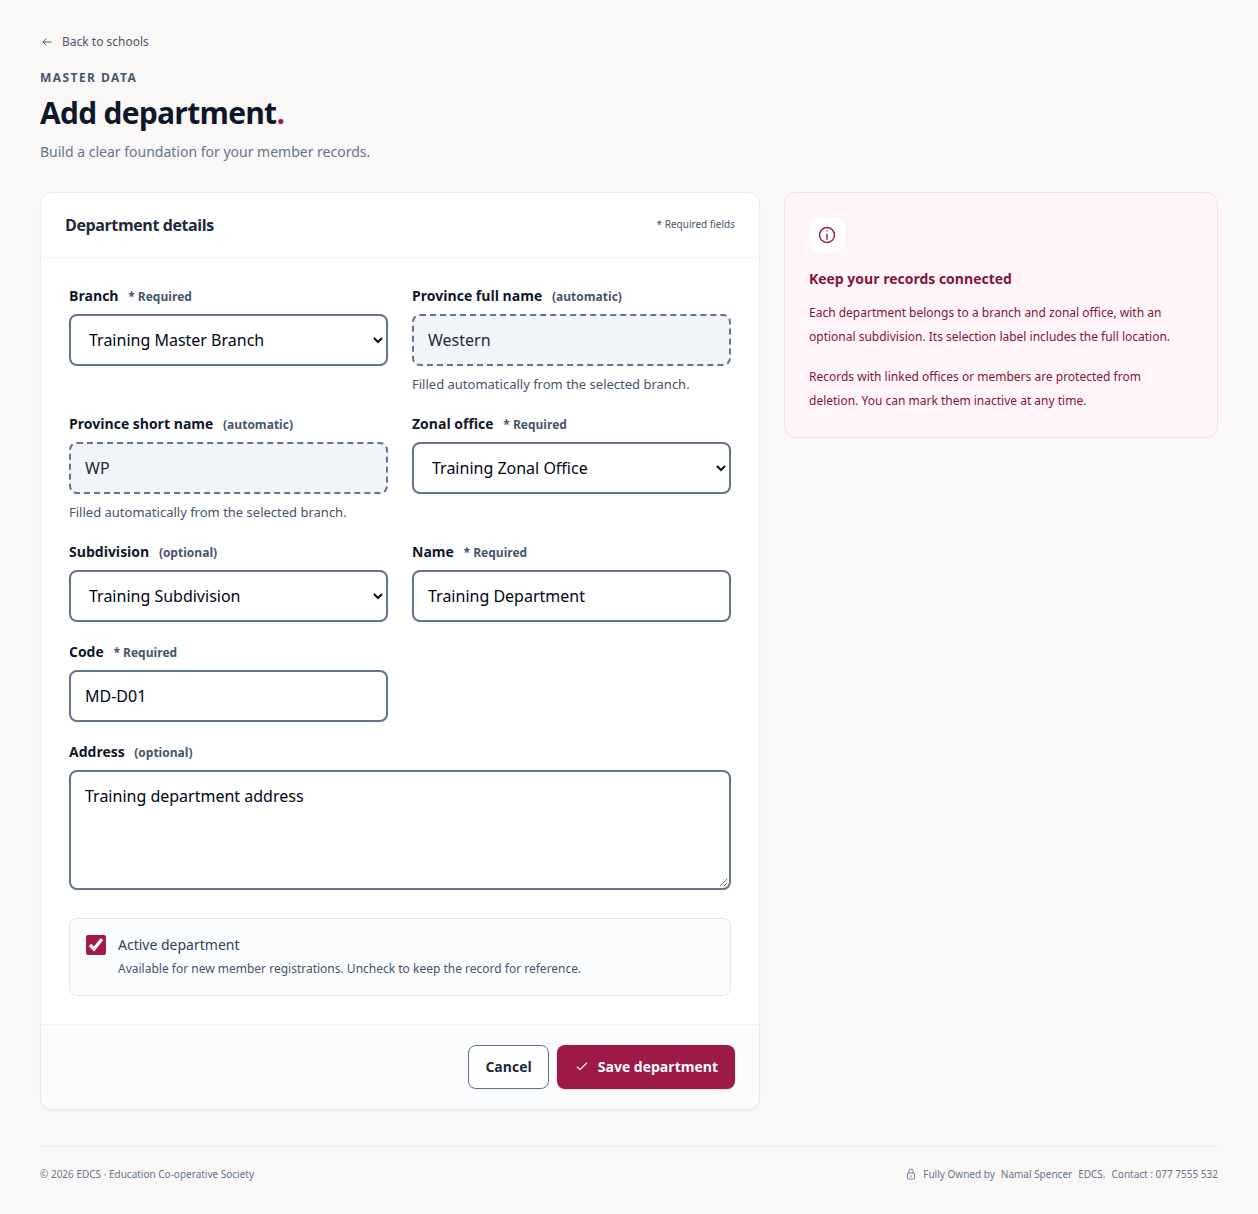 Back to schools
MASTER DATA
Add department.
Build a clear foundation for your member records.
Department details
* Required fields
Branch * Required
Training Master Branch
Province full name (automatic)
Western
Filled automatically from the selected branch.
Province short name (automatic)
WP
Filled automatically from the selected branch.
Zonal office * Required
Training Zonal Office
Subdivision (optional)
Training Subdivision
Name * Required
Training Department
Code * Required
MD-D01
Address (optional)
Training department address
Active department
Available for new member registrations. Uncheck to keep the record for reference.
Cancel
Save department
Keep your records connected
Each department belongs to a branch and zonal office, with an
optional subdivision. Its selection label includes the full location.
Records with linked offices or members are protected from
deletion. You can mark them inactive at any time.
© 2026 EDCS · Education Co-operative Society
Fully Owned by Namal Spencer EDCS. Contact : 077 7555 532